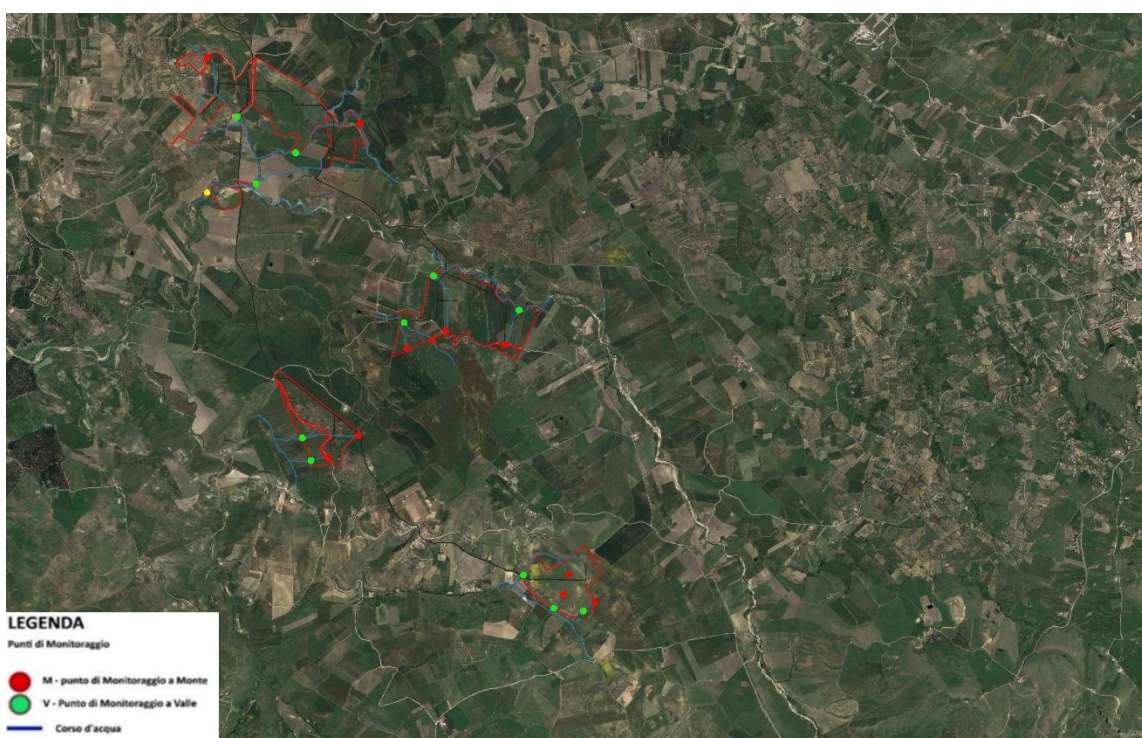 LEGENDA
Punti di Monitoraggio
M - punto di Monitoraggio a Monte
V - Punto di Monitoraggio a Valle
Corso d'acqua